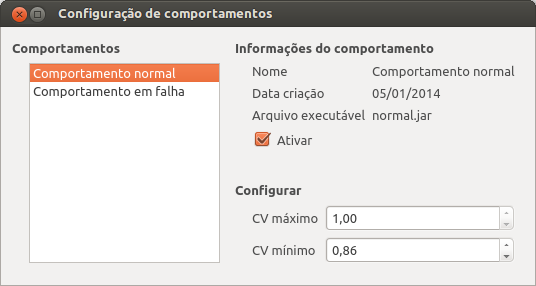 Configuração de comportamentos
Comportamentos
Comportamento normal
Comportamento em falha
Informações do comportamento
Nome Comportamento normal
Data criação 05/01/2014
Arquivo executável normal.jar
Ativar
Configurar
CV máximo 1,00
CV mínimo 0,86